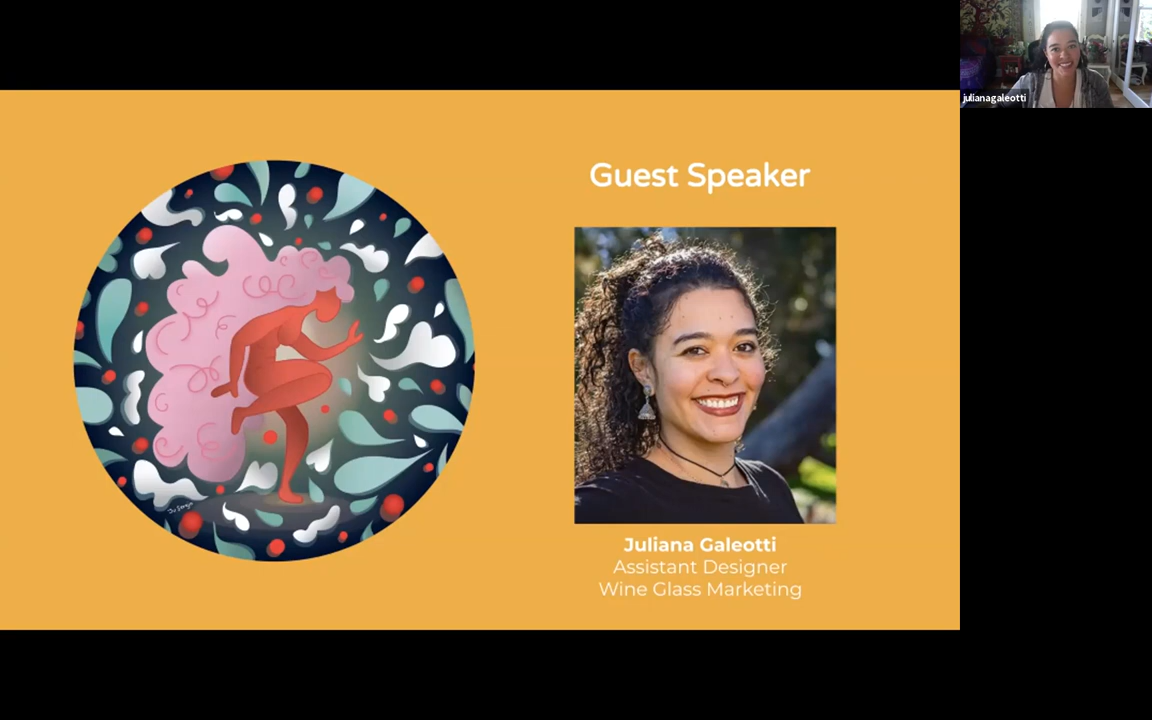 julianagaleotti
Guest Speaker
Juliana Galeotti
Assistant Designer
Wine Glass Marketing